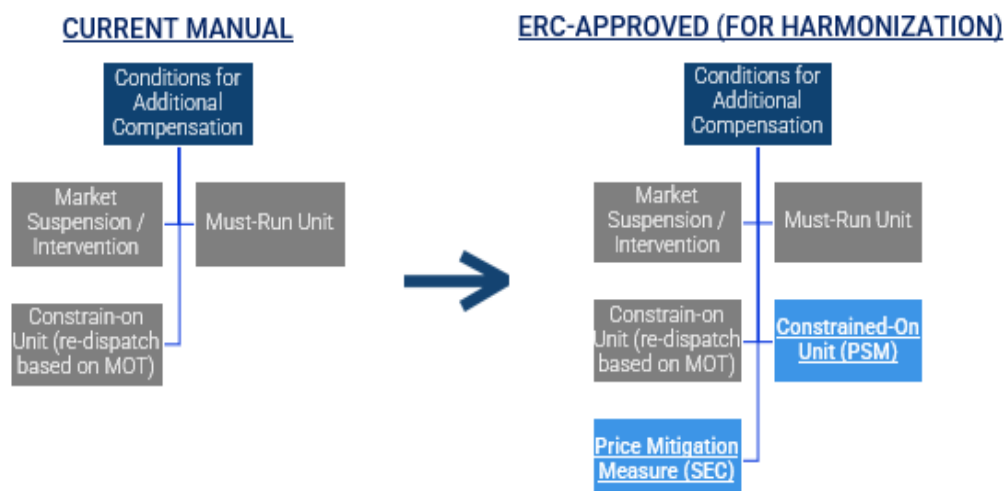 CURRENT MANUAL
Conditions for
Additional
Compensation
Market
Suspension /
Intervention
Must-Run Unit
Constrain-on
Unit (re-dispatch
based on MOT)
ERC-APPROVED (FOR HARMONIZATION)
Conditions for
Additional
Compensation
Market
Suspension /
Intervention
Must-Run Unit
Constrain-on
Unit (re-dispatch
based on MOT)
Constrained-On
Unit (PSM)
Price Mitigation
Measure (SEC)